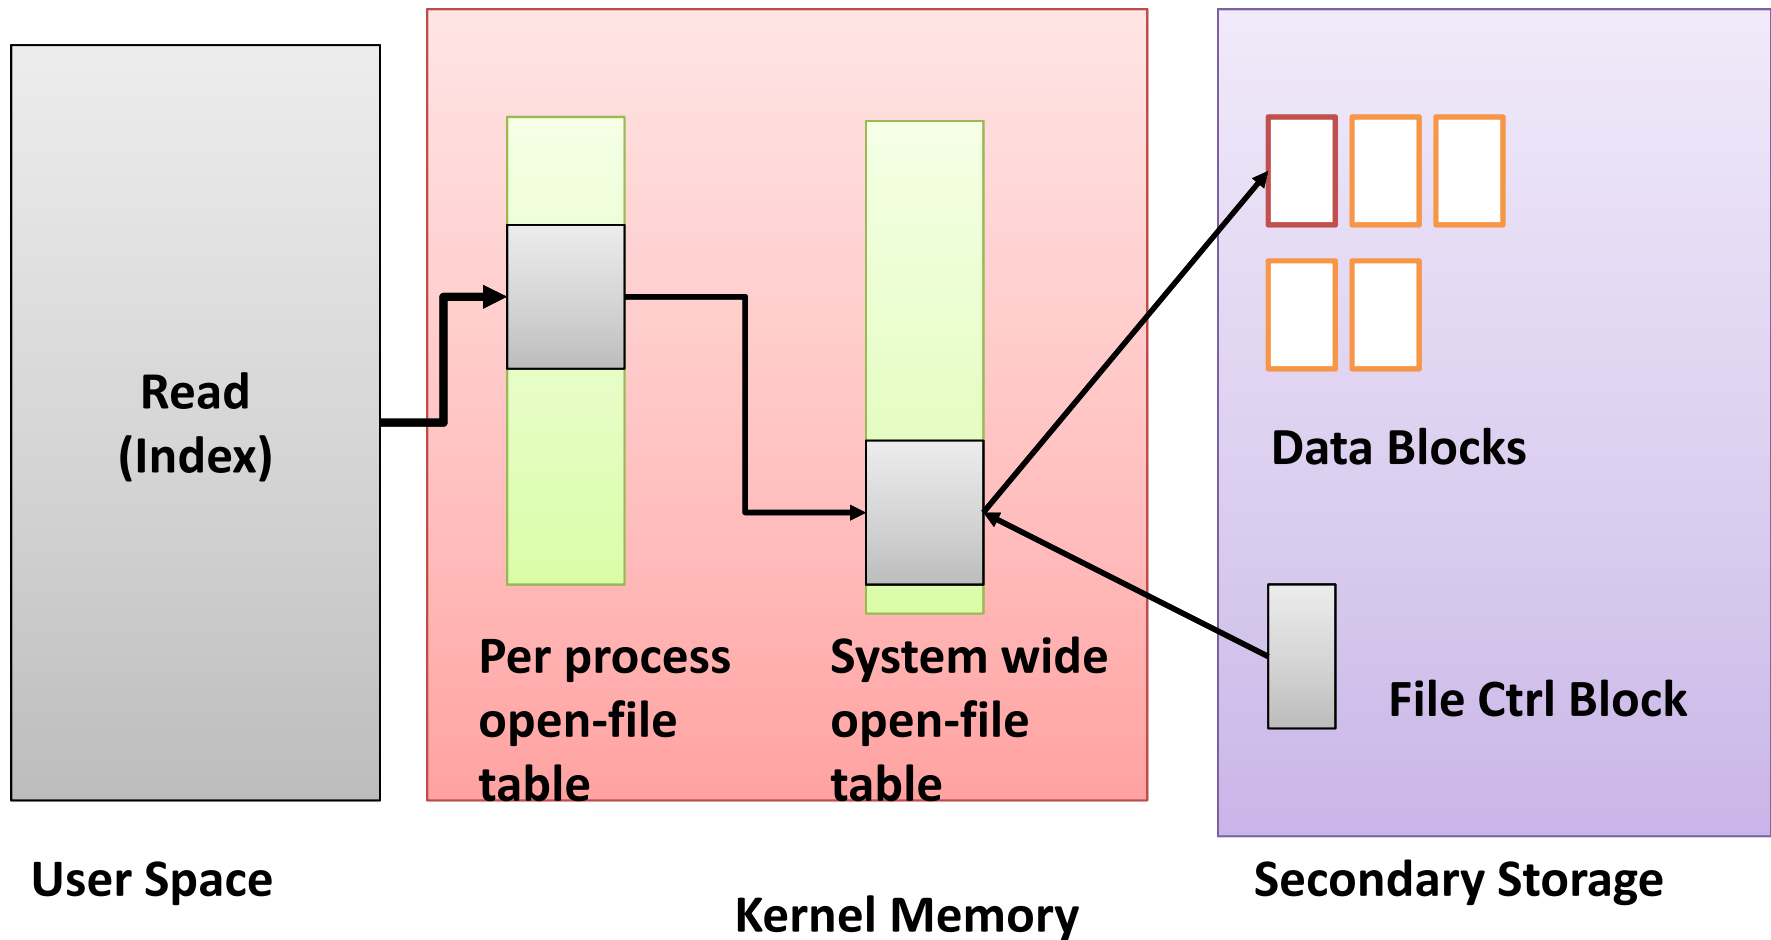 Read
(Index)
Per process
open-file
table
System wide
open-file
table
Data Blocks
File Ctrl Block
User Space
Kernel Memory
Secondary Storage